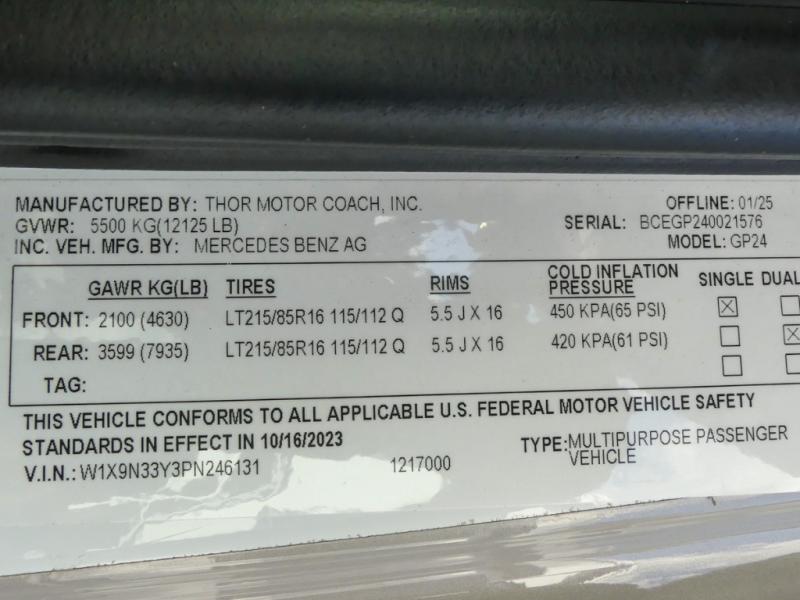 MANUFACTURED BY: THOR MOTOR COACH, INC. OFFLINE: 01/25
GVWR: 5500 KG(12125 LB) SERIAL: BCEGP240021576
INC. VEH. MFG. BY: MERCEDES BENZ AG MODEL: GP24
GAWR KG(LB) TIRES RIMS COLD INFLATION PRESSURE SINGLE DUAL
FRONT: 2100 (4630) LT215/85R16 115/112 Q 5.5 J X 16 450 KPA(65 PSI)
REAR: 3599 (7935) LT215/85R16 115/112 Q 5.5 J X 16 420 KPA(61 PSI)
TAG:
THIS VEHICLE CONFORMS TO ALL APPLICABLE U.S. FEDERAL MOTOR VEHICLE SAFETY
STANDARDS IN EFFECT IN 10/16/2023 TYPE: MULTIPURPOSE PASSENGER VEHICLE
V.I.N.: W1X9N33Y3PN246131 1217000